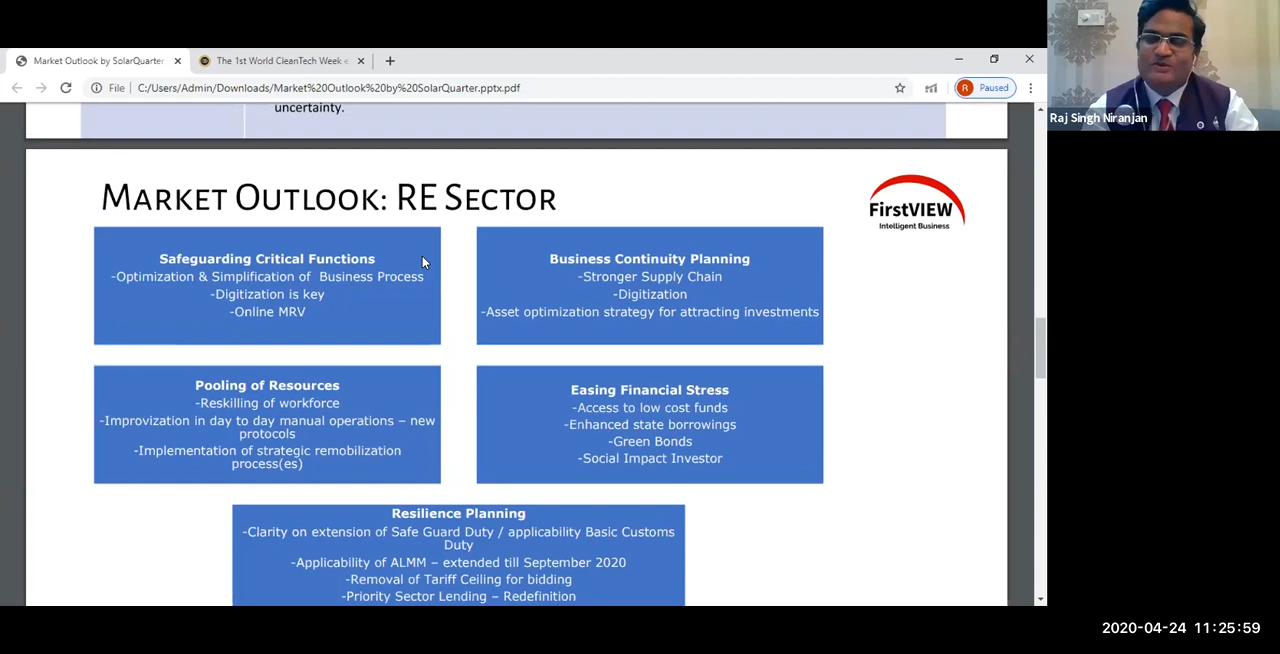 Market Outlook by SolarQuarter
The 1st World CleanTech Week e
File
C:/Users/Admin/Downloads/Market%20Outlook%20by%20SolarQuarter.pptx.pdf
R
Paused
Raj Singh Niranjan
uncertainty.
MARKET OUTLOOK: RE SECTOR
FirstVIEW
Intelligent Business
Safeguarding Critical Functions
-Optimization & Simplification of Business Process
-Digitization is key
-Online MRV
Business Continuity Planning
-Stronger Supply Chain
-Digitization
-Asset optimization strategy for attracting investments
Pooling of Resources
-Reskilling of workforce
-Improvization in day to day manual operations – new
protocols
-Implementation of strategic remobilization
process(es)
Easing Financial Stress
-Access to low cost funds
-Enhanced state borrowings
-Green Bonds
-Social Impact Investor
Resilience Planning
-Clarity on extension of Safe Guard Duty / applicability Basic Customs
Duty
-Applicability of ALMM – extended till September 2020
-Removal of Tariff Ceiling for bidding
-Priority Sector Lending – Redefinition
2020-04-24 11:25:59